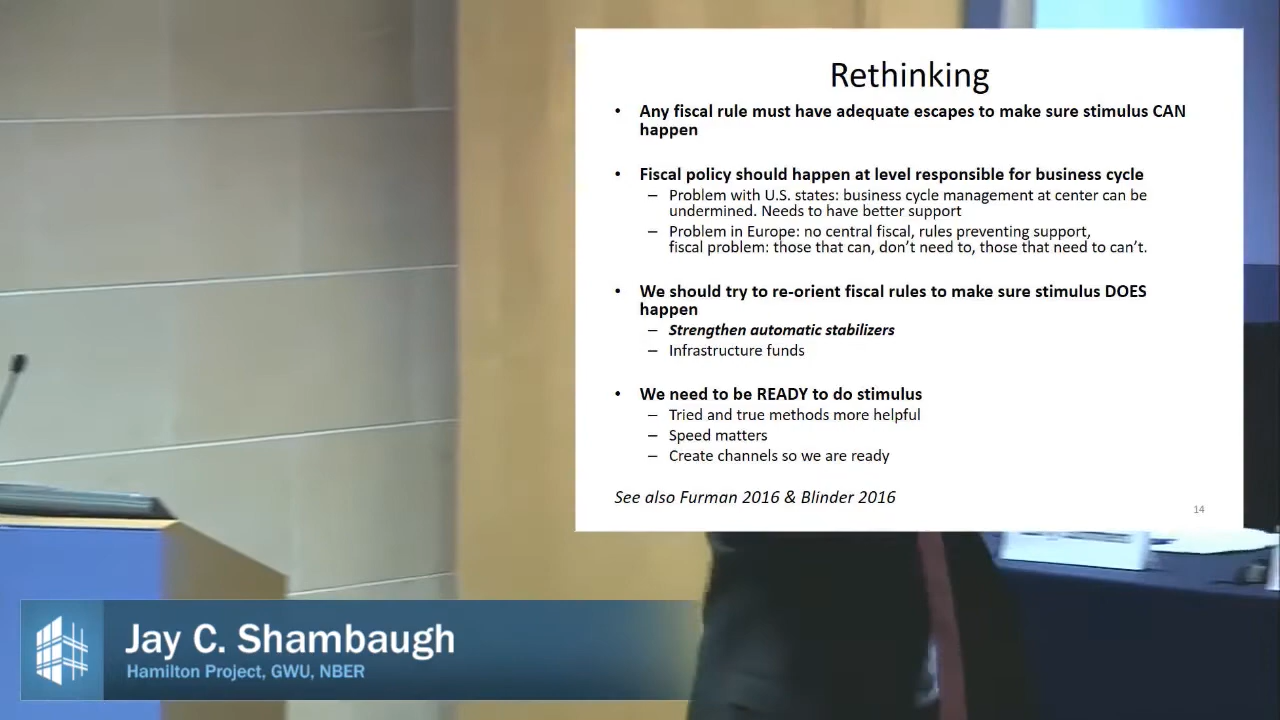 Rethinking
• Any fiscal rule must have adequate escapes to make sure stimulus CAN
happen
• Fiscal policy should happen at level responsible for business cycle
– Problem with U.S. states: business cycle management at center can be
undermined. Needs to have better support
– Problem in Europe: no central fiscal, rules preventing support,
fiscal problem: those that can, don't need to, those that need to can't.
• We should try to re-orient fiscal rules to make sure stimulus DOES
happen
– Strengthen automatic stabilizers
– Infrastructure funds
• We need to be READY to do stimulus
– Tried and true methods more helpful
– Speed matters
– Create channels so we are ready
See also Furman 2016 & Blinder 2016
14
Jay C. Shambaugh
Hamilton Project, GWU, NBER